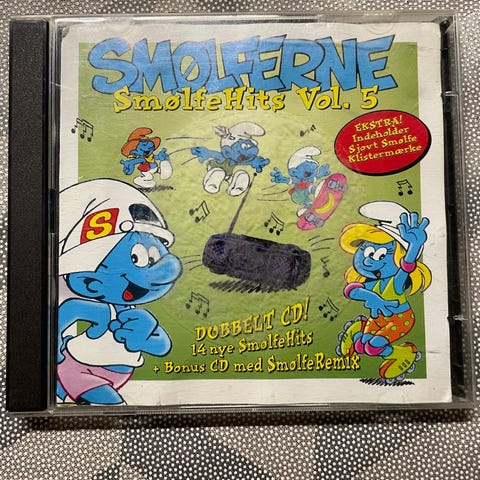 SMØLFERNE
SmølfeHits Vol. 5
EKSTRA!
Indeholder
Sjovt Smølfe
Klistermærke
S
DOBBELT CD!
14 nye SmølfeHits
+ Bonus CD med SmølfeRemix